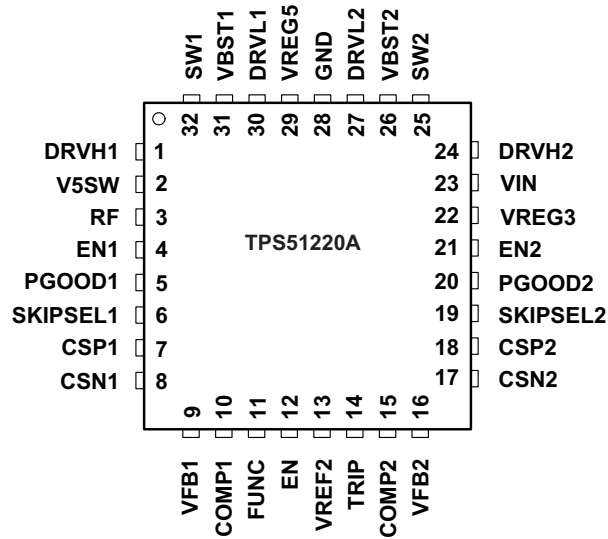 SW1
VBST1
DRVL1
VREG5
GND
DRVL2
VBST2
SW2
32
31
30
29
28
27
26
25
DRVH1 1
V5SW 2
RF 3
EN1 4
PGOOD1 5
SKIPSEL1 6
CSP1 7
CSN1 8
TPS51220A
24 DRVH2
23 VIN
22 VREG3
21 EN2
20 PGOOD2
19 SKIPSEL2
18 CSP2
17 CSN2
9
10
11
12
13
14
15
16
VFB1
COMP1
FUNC
EN
VREF2
TRIP
COMP2
VFB2